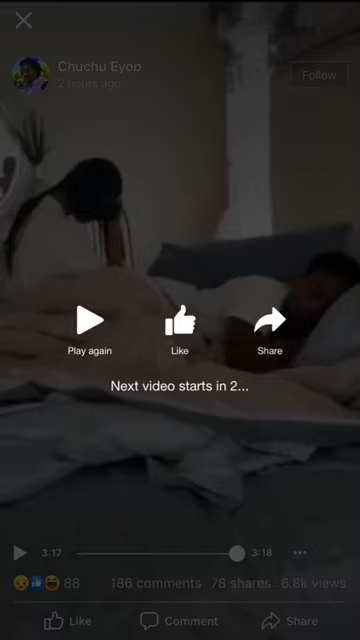 Chuchu Eyoo
2 hours ago
Follow
Play again
Like
Share
Next video starts in 2...
3:17
3:18
88
186 comments
78 shares
6.8k views
Like
Comment
Share